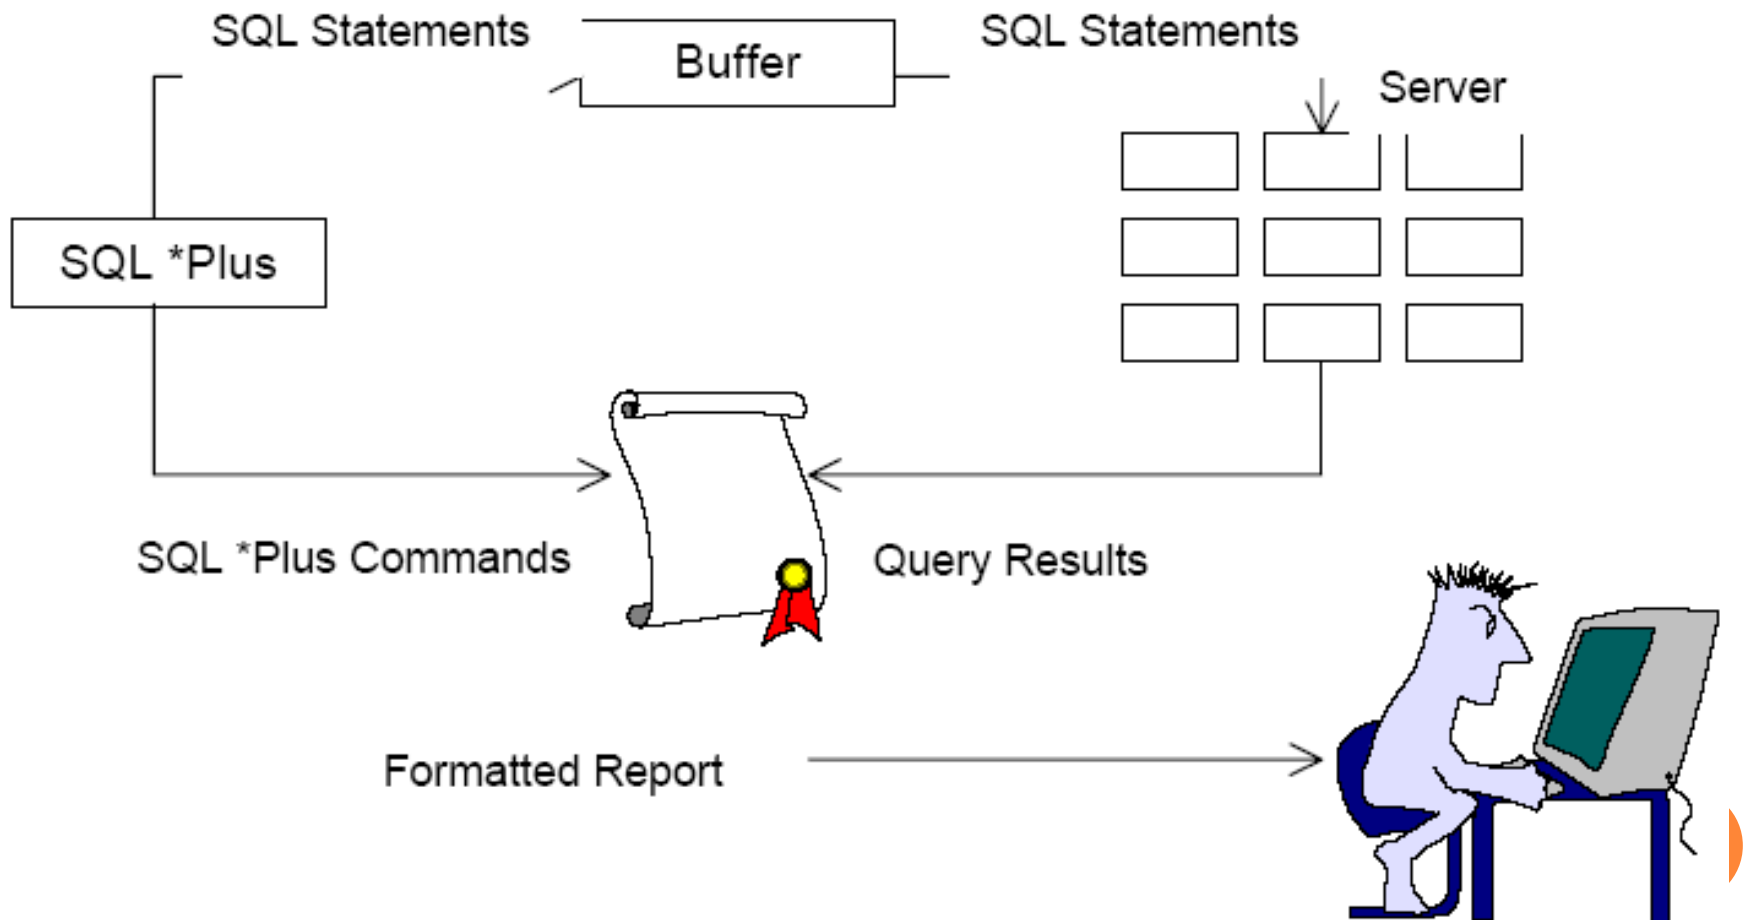 SQL Statements
Buffer
SQL Statements
Server
SQL *Plus
SQL *Plus Commands
Query Results
Formatted Report